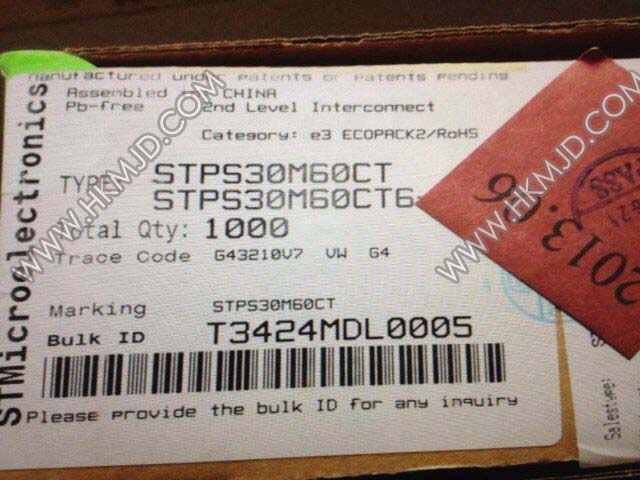 Manufactured under patents or patents pending
Assembled CHINA
Pb-free 2nd Level Interconnect
Category: e3 ECOPACK2/RoHS
TYPE STPS30M60CT
STPS30M60CT6-
Total Qty: 1000
Trace Code G43210V7 VW G4
Marking STPS30M60CT
Bulk ID T3424MDL0005
Please provide the bulk ID for any inquiry
STMicroelectronics
PASS
2013.06
Salestype:
WWW.HKMJD.COM
WWW.HKMJD.COM